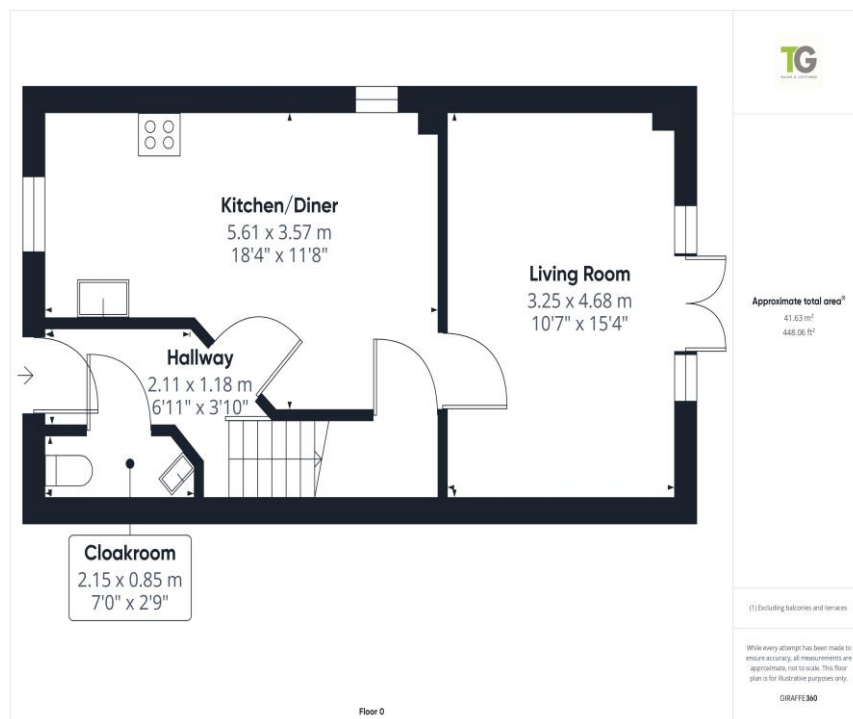 TG
SALES & LETTINGS
Kitchen/Diner
5.61 x 3.57 m
18'4" x 11'8"
Living Room
3.25 x 4.68 m
10'7" x 15'4"
Hallway
2.11 x 1.18 m
6'11" x 3'10"
Cloakroom
2.15 x 0.85 m
7'0" x 2'9"
Floor 0
Approximate total area⁽¹⁾
41.63 m²
448.06 ft²
(1) Excluding balconies and terraces
While every attempt has been made to
ensure accuracy, all measurements are
approximate, not to scale. This floor
plan is for illustrative purposes only.
GIRAFFE360